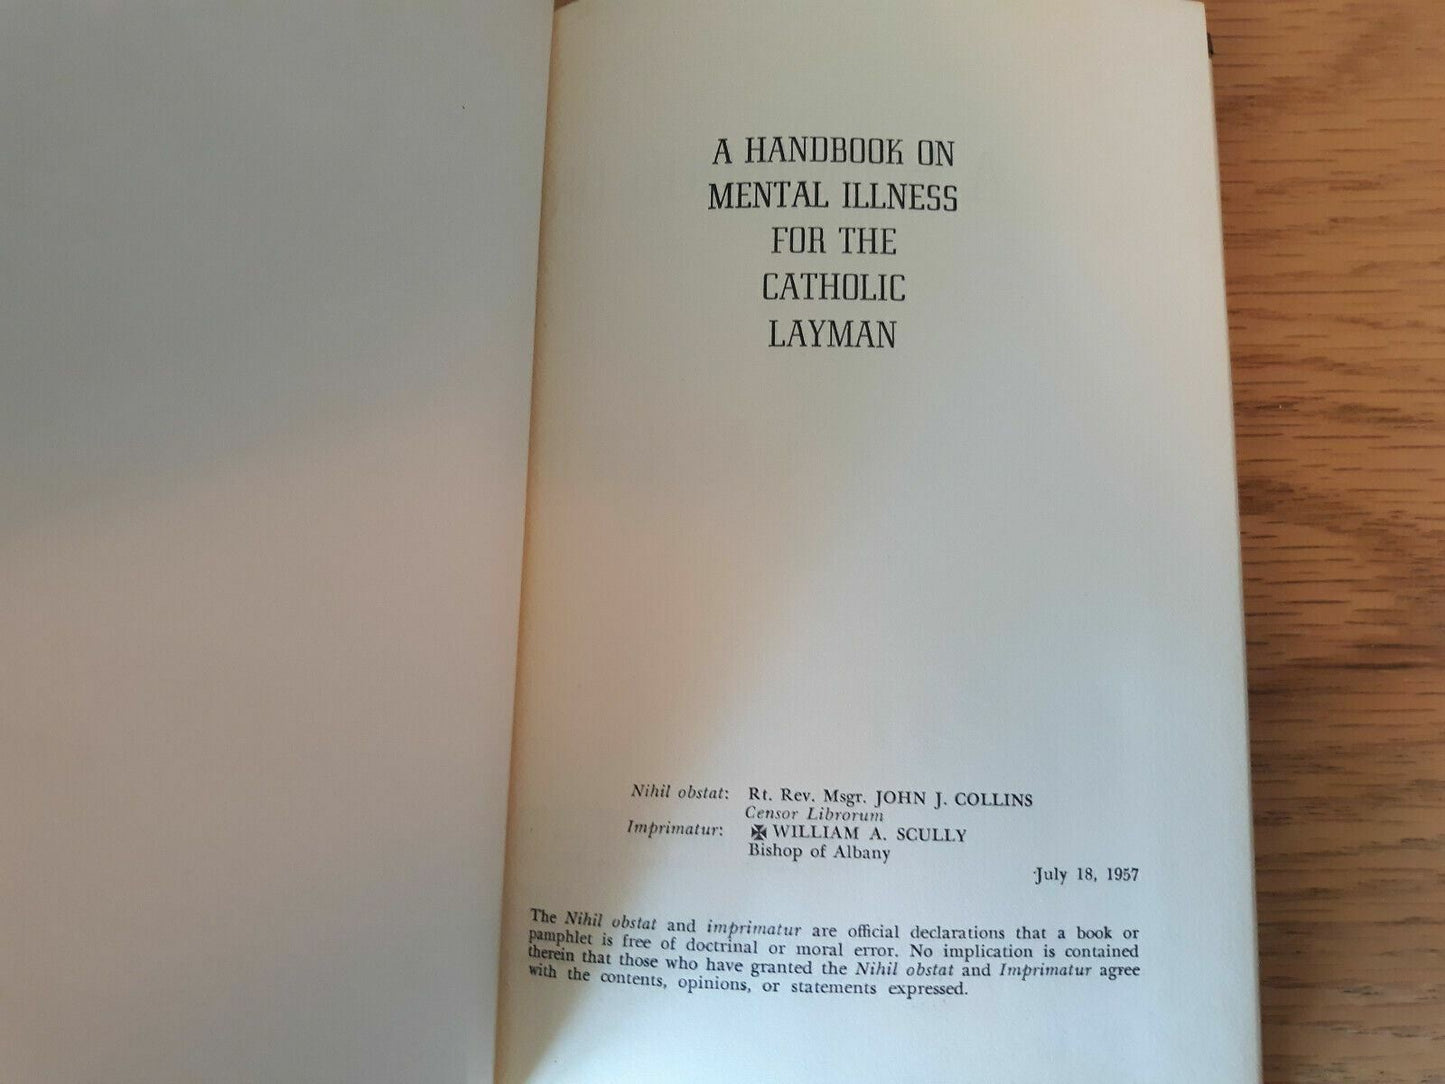 A HANDBOOK ON
MENTAL ILLNESS
FOR THE
CATHOLIC
LAYMAN
Nihil obstat: Rt. Rev. Msgr. JOHN J. COLLINS
Censor Librorum
Imprimatur: ✠ WILLIAM A. SCULLY
Bishop of Albany
July 18, 1957
The Nihil obstat and imprimatur are official declarations that a book or
pamphlet is free of doctrinal or moral error. No implication is contained
therein that those who have granted the Nihil obstat and Imprimatur agree
with the contents, opinions, or statements expressed.